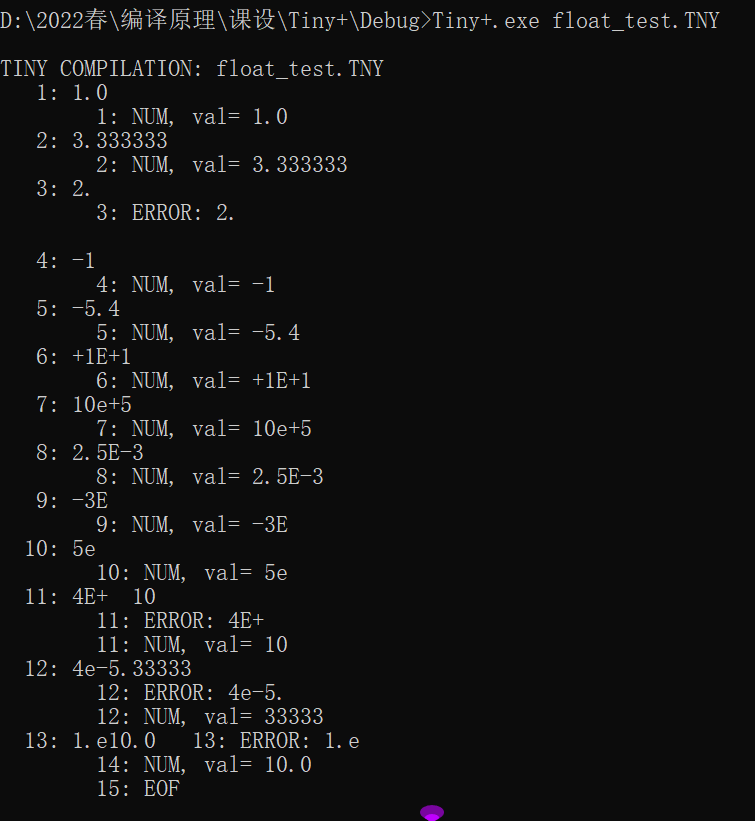 D:\2022春\编译原理\课设\Tiny+\Debug>Tiny+.exe float_test.TNY
TINY COMPILATION: float_test.TNY
1: 1.0
1: NUM, val= 1.0
2: 3.333333
2: NUM, val= 3.333333
3: 2.
3: ERROR: 2.
4: -1
4: NUM, val= -1
5: -5.4
5: NUM, val= -5.4
6: +1E+1
6: NUM, val= +1E+1
7: 10e+5
7: NUM, val= 10e+5
8: 2.5E-3
8: NUM, val= 2.5E-3
9: -3E
9: NUM, val= -3E
10: 5e
10: NUM, val= 5e
11: 4E+  10
11: ERROR: 4E+
11: NUM, val= 10
12: 4e-5.33333
12: ERROR: 4e-5.
12: NUM, val= 33333
13: 1.e10.0   13: ERROR: 1.e
14: NUM, val= 10.0
15: EOF